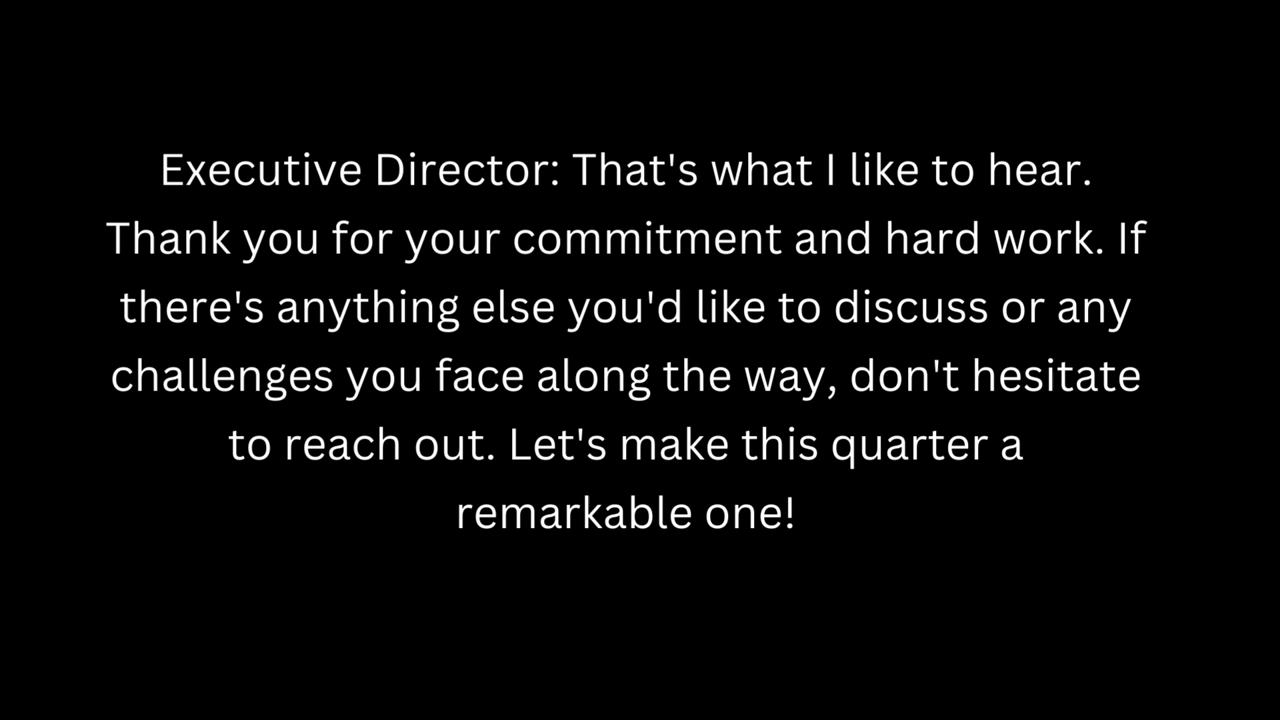 Executive Director: That's what I like to hear.
Thank you for your commitment and hard work. If
there's anything else you'd like to discuss or any
challenges you face along the way, don't hesitate
to reach out. Let's make this quarter a
remarkable one!